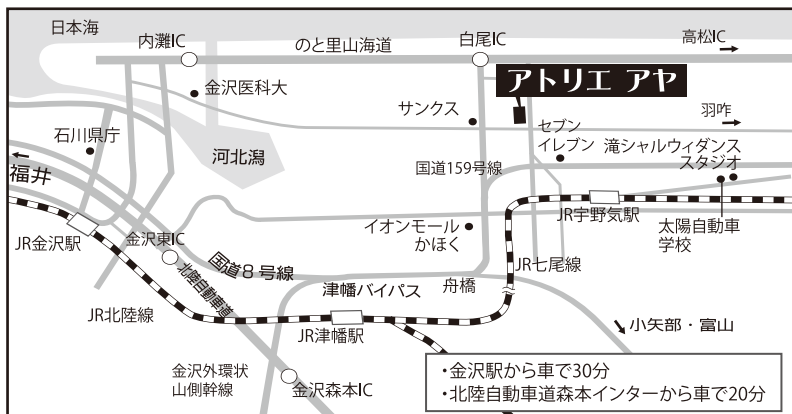 日本海
内灘IC
のと里山海道
白尾IC
高松IC
アトリエ アヤ
金沢医科大
サンクス
羽咋
石川県庁
セブン
イレブン
滝シャルウィダンス
スタジオ
河北潟
国道159号線
福井
JR宇野気駅
太陽自動車
学校
イオンモール
かほく
JR金沢駅
金沢東IC
国道8号線
北陸自動車道
津幡バイパス
舟橋
JR七尾線
JR北陸線
JR津幡駅
小矢部・富山
金沢外環状
山側幹線
金沢森本IC
・金沢駅から車で30分
・北陸自動車道森本インターから車で20分